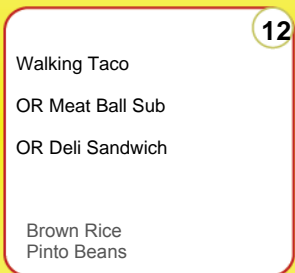 12
Walking Taco
OR Meat Ball Sub
OR Deli Sandwich
Brown Rice
Pinto Beans